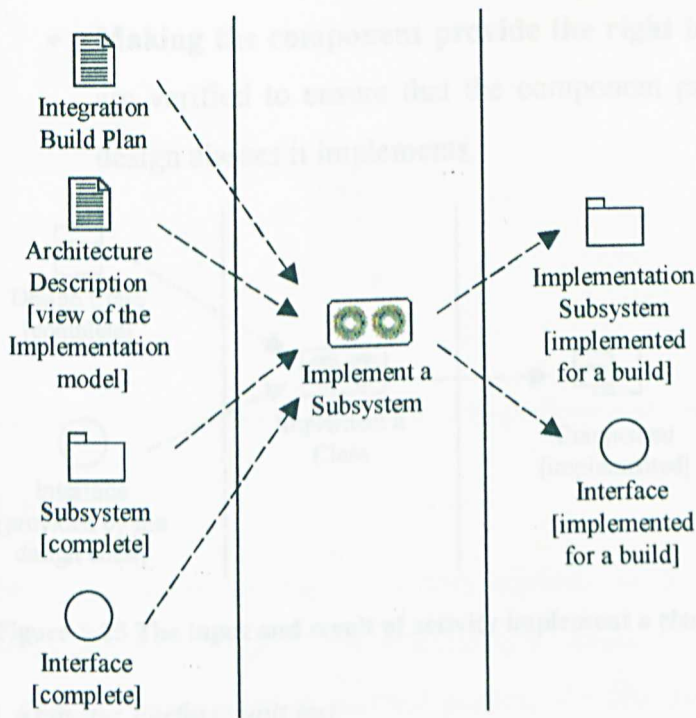 Integration
Build Plan
Architecture
Description
[view of the
Implementation
model]
Subsystem
[complete]
Interface
[complete]
Implement a
Subsystem
Implementation
Subsystem
[implemented
for a build]
Interface
[implemented
for a build]